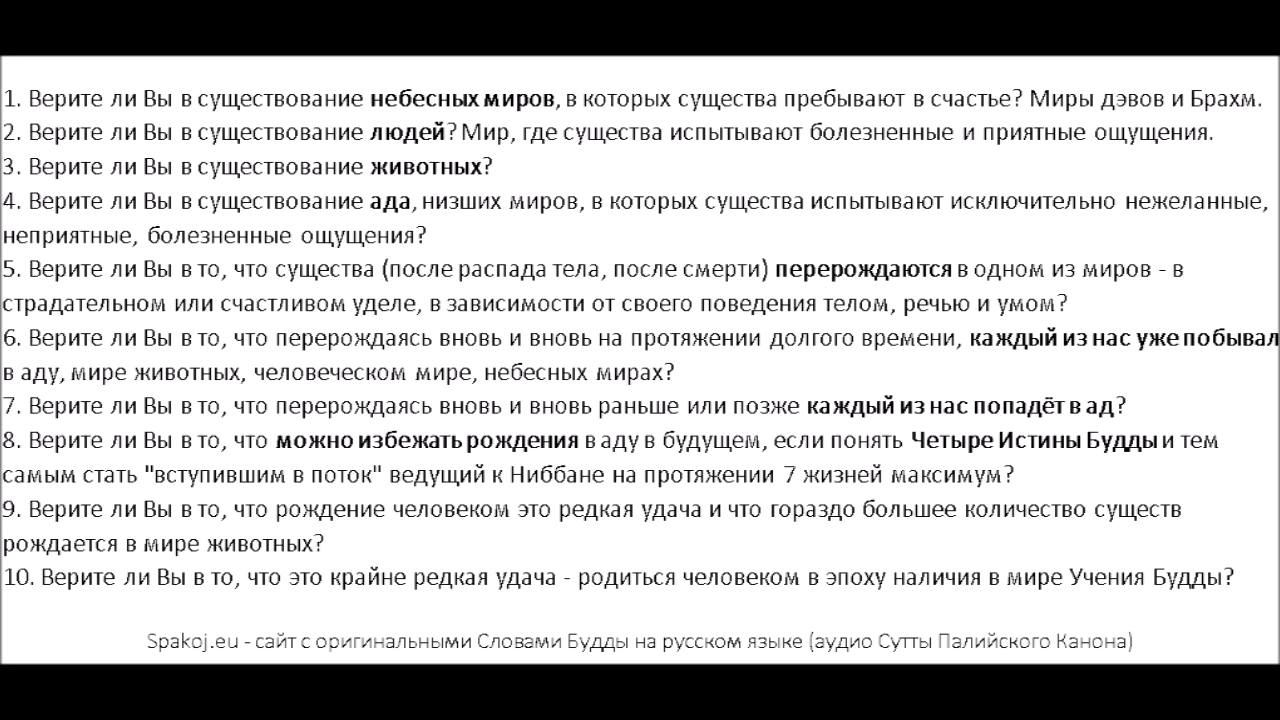 1. Верите ли Вы в существование небесных миров, в которых существа пребывают в счастье? Миры дэвов и Брахм.
2. Верите ли Вы в существование людей? Мир, где существа испытывают болезненные и приятные ощущения.
3. Верите ли Вы в существование животных?
4. Верите ли Вы в существование ада, низших миров, в которых существа испытывают исключительно нежеланные,
неприятные, болезненные ощущения?
5. Верите ли Вы в то, что существа (после распада тела, после смерти) перерождаются в одном из миров - в
страдательном или счастливом уделе, в зависимости от своего поведения телом, речью и умом?
6. Верите ли Вы в то, что перерождаясь вновь и вновь на протяжении долгого времени, каждый из нас уже побывал
в аду, мире животных, человеческом мире, небесных мирах?
7. Верите ли Вы в то, что перерождаясь вновь и вновь раньше или позже каждый из нас попадёт в ад?
8. Верите ли Вы в то, что можно избежать рождения в аду в будущем, если понять Четыре Истины Будды и тем
самым стать "вступившим в поток" ведущий к Ниббане на протяжении 7 жизней максимум?
9. Верите ли Вы в то, что рождение человеком это редкая удача и что гораздо большее количество существ
рождается в мире животных?
10. Верите ли Вы в то, что это крайне редкая удача - родиться человеком в эпоху наличия в мире Учения Будды?
Spakoj.eu - сайт с оригинальными Словами Будды на русском языке (аудио Сутты Палийского Канона)